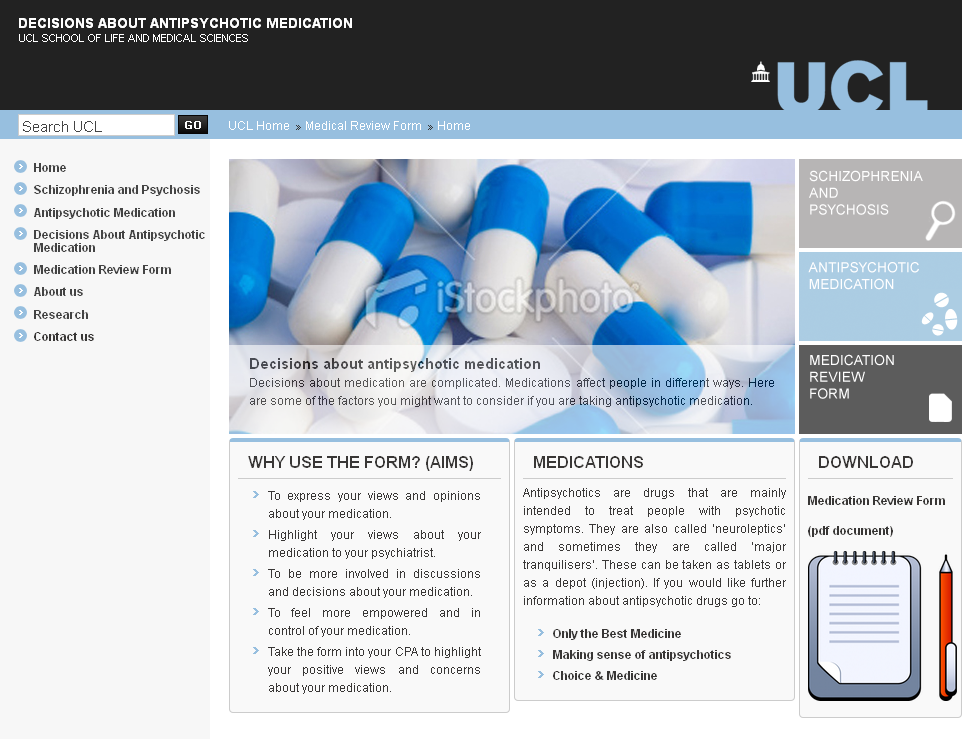 DECISIONS ABOUT ANTIPSYCHOTIC MEDICATION
UCL SCHOOL OF LIFE AND MEDICAL SCIENCES
UCL
Search UCL
GO
UCL Home » Medical Review Form » Home
Home
Schizophrenia and Psychosis
Antipsychotic Medication
Decisions About Antipsychotic
Medication
Medication Review Form
About us
Research
Contact us
iStockphoto
Decisions about antipsychotic medication
Decisions about medication are complicated. Medications affect people in different ways. Here
are some of the factors you might want to consider if you are taking antipsychotic medication.
SCHIZOPHRENIA
AND
PSYCHOSIS
ANTIPSYCHOTIC
MEDICATION
MEDICATION
REVIEW
FORM
WHY USE THE FORM? (AIMS)
To express your views and opinions
about your medication.
Highlight your views about your
medication to your psychiatrist.
To be more involved in discussions
and decisions about your medication.
To feel more empowered and in
control of your medication.
Take the form into your CPA to highlight
your positive views and concerns
about your medication.
MEDICATIONS
Antipsychotics are drugs that are mainly
intended to treat people with psychotic
symptoms. They are also called 'neuroleptics'
and sometimes they are called 'major
tranquilisers'. These can be taken as tablets or
as a depot (injection). If you would like further
information about antipsychotic drugs go to:
Only the Best Medicine
Making sense of antipsychotics
Choice & Medicine
DOWNLOAD
Medication Review Form
(pdf document)